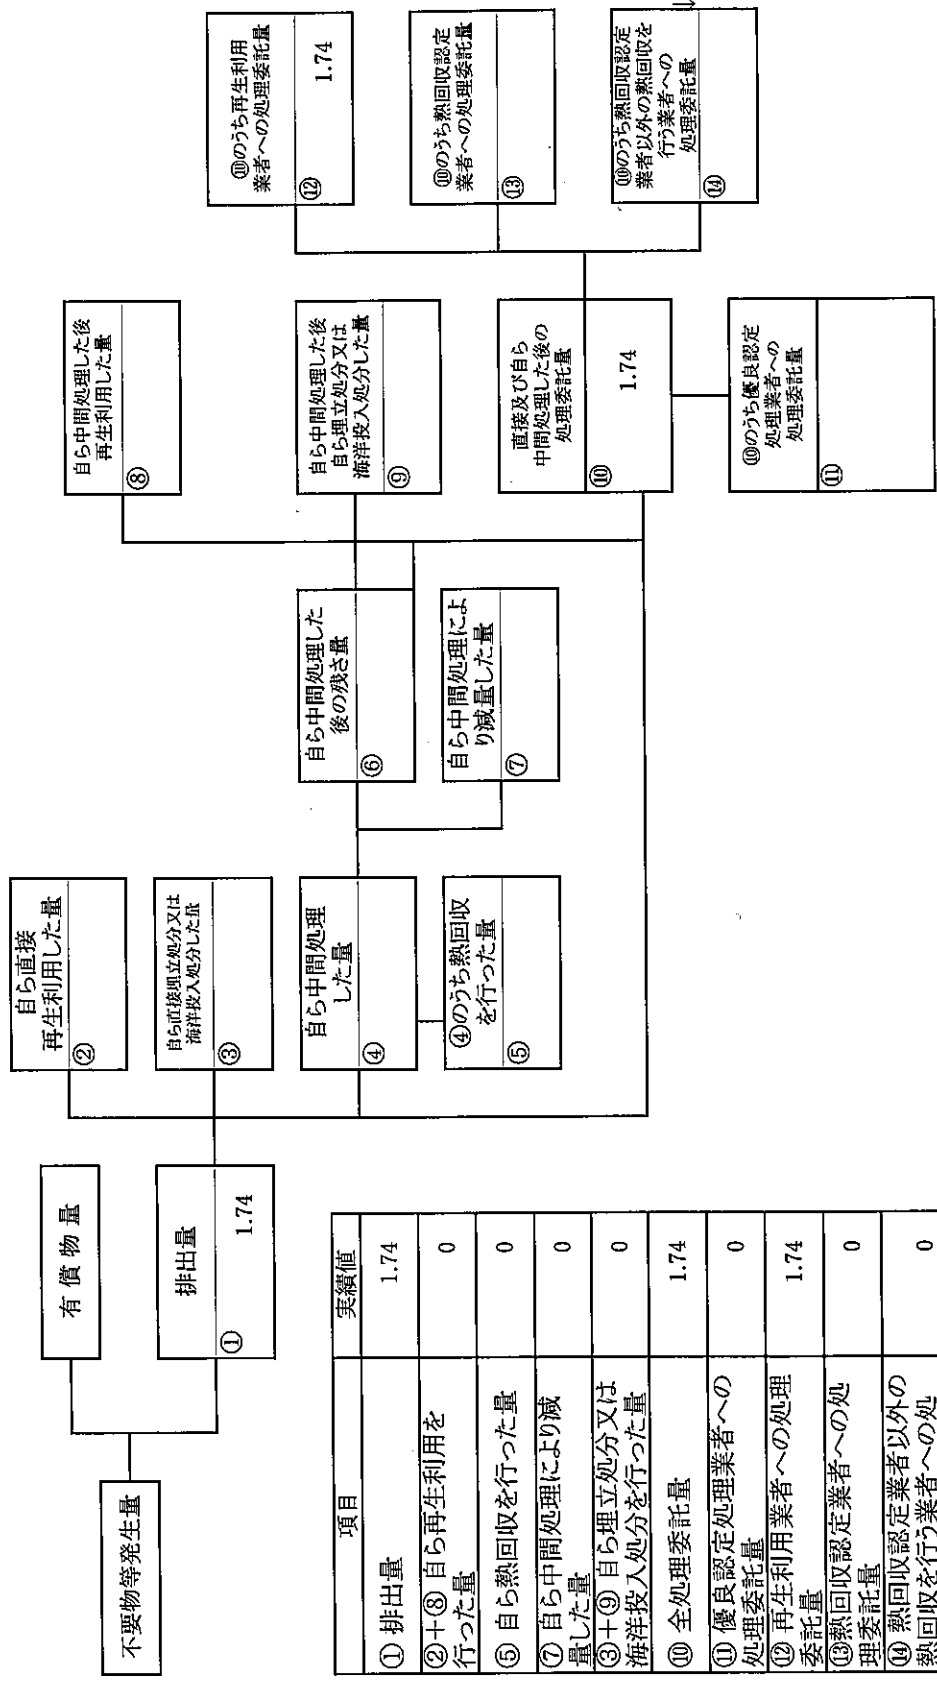 不要物等発生量
有 償 物 量
排出量
① 1.74
自ら直接
再生利用した量
②
自ら直接埋立処分又は
海洋投入処分した量
③
自ら中間処理
した量
④
④のうち熱回収
を行った量
⑤
自ら中間処理した
後の残さ量
⑥
自ら中間処理によ
り減量した量
⑦
自ら中間処理した後
再生利用した量
⑧
自ら中間処理した後
自ら埋立処分又は
海洋投入処分した量
⑨
直接及び自ら
中間処理した後の
処理委託量
⑩ 1.74
⑩のうち優良認定
処理業者への
処理委託量
⑪
⑩のうち再生利用
業者への処理委託量
⑫ 1.74
⑩のうち熱回収認定
業者への処理委託量
⑬
⑩のうち熱回収認定
業者以外の熱回収を
行う業者への
処理委託量
⑭
項目 実績値
① 排出量 1.74
②＋⑧ 自ら再生利用を
行った量 0
⑤ 自ら熱回収を行った量 0
⑦ 自ら中間処理により減
量した量 0
③＋⑨ 自ら埋立処分又は
海洋投入処分を行った量 0
⑩ 全処理委託量 1.74
⑪ 優良認定処理業者への
処理委託量 0
⑫ 再生利用業者への処理
委託量 1.74
⑬熱回収認定業者への処
理委託量 0
⑭ 熱回収認定業者以外の
熱回収を行う業者への処 0